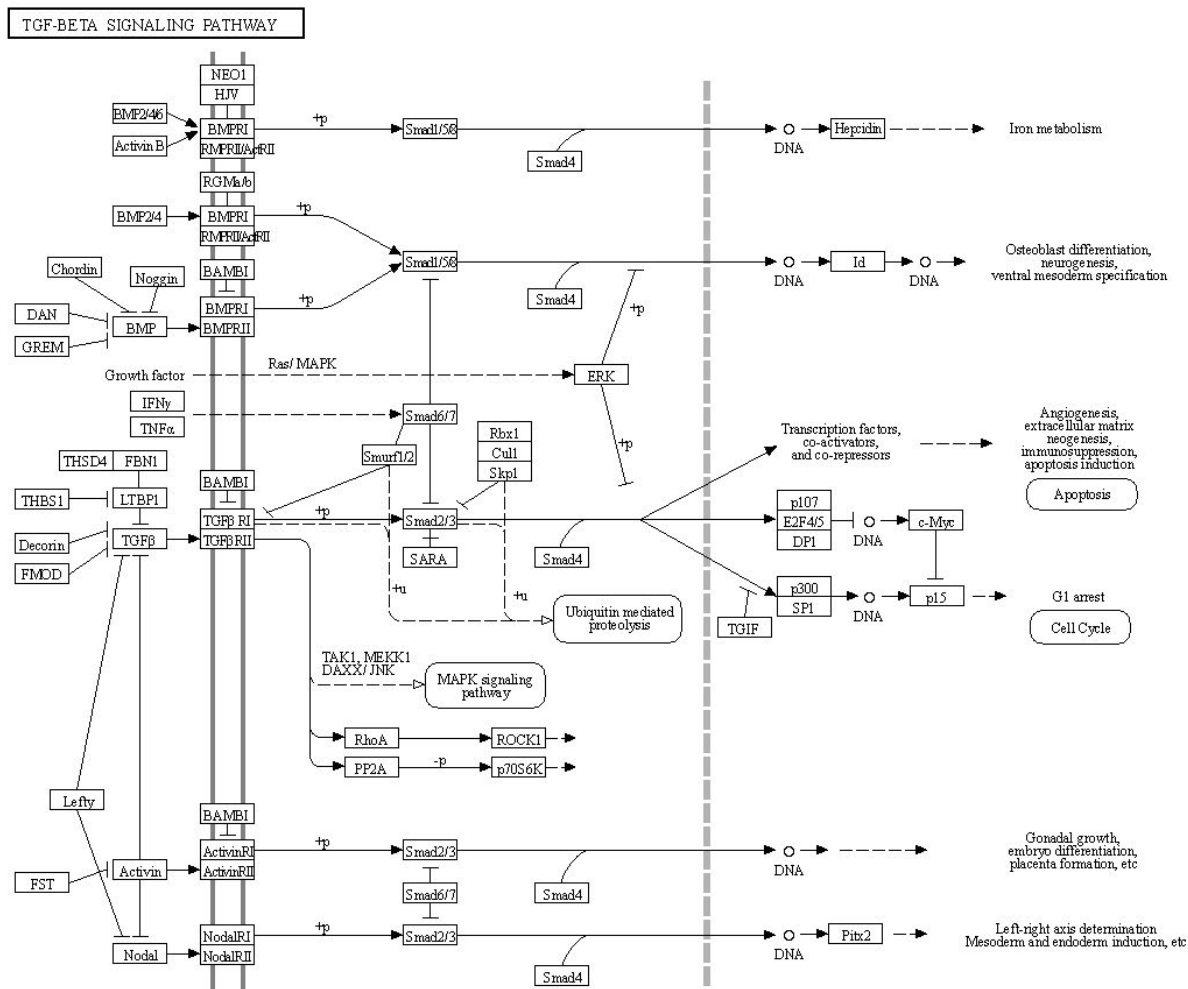 TGF-BETA SIGNALING PATHWAY
NEO1
HJV
BMP2/4/6
Activin B
BMPRI
RMPRII/ActRII
+p
Smad1/5/8
Smad4
DNA
Hepcidin
Iron metabolism
RGMa/b
BMP2/4
BMPRI
RMPRII/ActRII
+p
Smad1/5/8
Smad4
DNA
Id
DNA
Osteoblast differentiation,
neurogenesis,
ventral mesoderm specification
Chordin
Noggin
DAN
GREM
BMP
BAMBI
BMPRI
BMPRII
+p
+p
Growth factor
Ras/ MAPK
ERK
IFNγ
TNFα
Smad6/7
Smurf1/2
Rbx1
Cul1
Skp1
+p
Transcription factors,
co-activators,
and co-repressors
Angiogenesis,
extracellular matrix
neogenesis,
immunosuppression,
apoptosis induction
Apoptosis
THSD4
FBN1
THBS1
LTBP1
BAMBI
Decorin
FMOD
TGFβ
TGFβ RI
TGFβ RII
+p
Smad2/3
SARA
Smad4
p107
E2F4/5
DP1
DNA
c-Myc
p300
SP1
DNA
p15
TGIF
G1 arrest
Cell Cycle
+u
+u
Ubiquitin mediated
proteolysis
TAK1, MEKK1
DAXX/ JNK
MAPK signaling
pathway
RhoA
ROCK1
PP2A
-p
p70S6K
Lefty
BAMBI
FST
Activin
ActivinRI
ActivinRII
+p
Smad2/3
Smad4
DNA
Gonadal growth,
embryo differentiation,
placenta formation, etc
Smad6/7
Nodal
NodalRI
NodalRII
+p
Smad2/3
Smad4
DNA
Pitx2
Left-right axis determination
Mesoderm and endoderm induction, etc